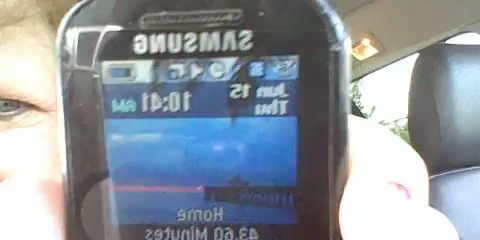 SAMSUNG
Jun 15
Thu
10:41 AM
Home
43.60 Minutes